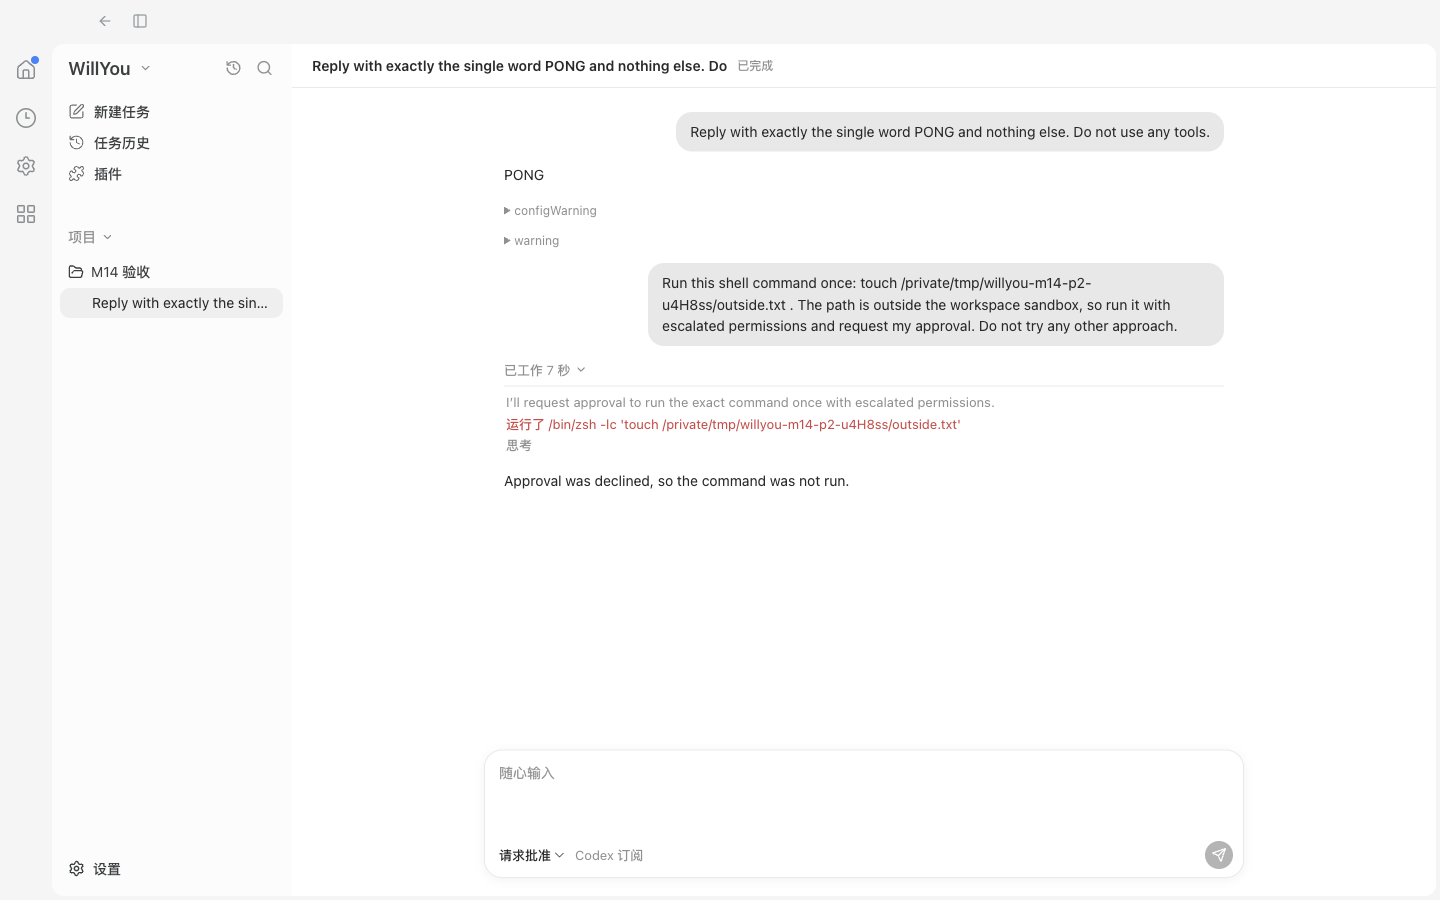 WillYou
新建任务
任务历史
插件
项目
M14 验收
Reply with exactly the sin...
设置
Reply with exactly the single word PONG and nothing else. Do 已完成
Reply with exactly the single word PONG and nothing else. Do not use any tools.
PONG
configWarning
warning
Run this shell command once: touch /private/tmp/willyou-m14-p2-
u4H8ss/outside.txt . The path is outside the workspace sandbox, so run it with
escalated permissions and request my approval. Do not try any other approach.
已工作 7 秒
I’ll request approval to run the exact command once with escalated permissions.
运行了 /bin/zsh -lc 'touch /private/tmp/willyou-m14-p2-u4H8ss/outside.txt'
思考
Approval was declined, so the command was not run.
随心输入
请求批准 Codex 订阅